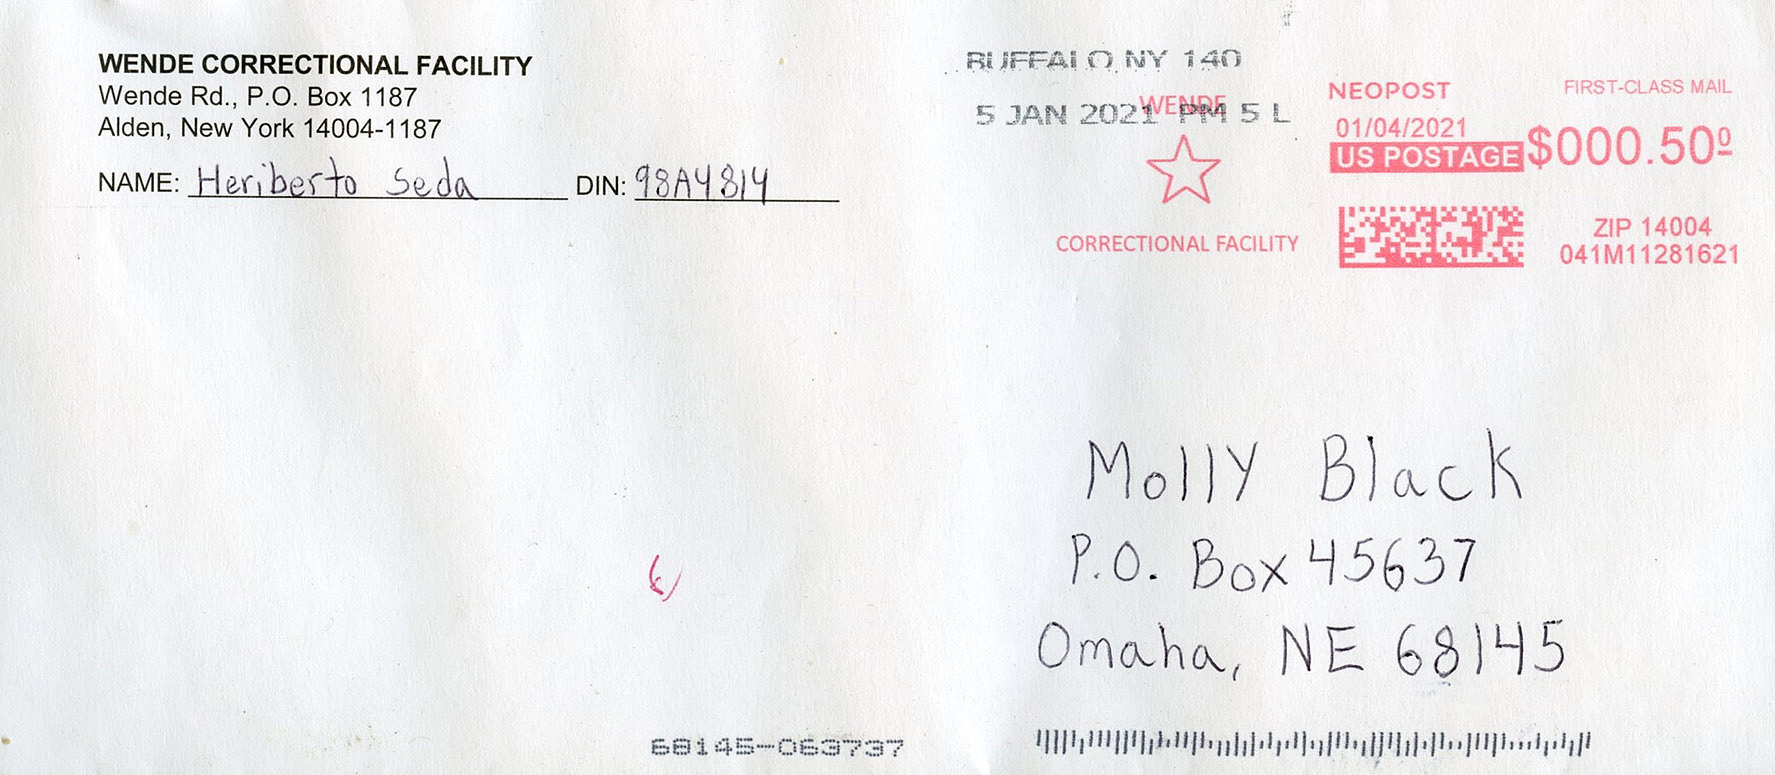 WENDE CORRECTIONAL FACILITY
Wende Rd., P.O. Box 1187
Alden, New York 14004-1187
NAME: Heriberto Seda DIN: 98A4814
BUFFALO NY 140
5 JAN 2021 PM 5 L
WENDE
CORRECTIONAL FACILITY
NEOPOST
FIRST-CLASS MAIL
01/04/2021
US POSTAGE $000.50⁰
ZIP 14004
041M11281621
Molly Black
P.O. Box 45637
Omaha, NE 68145
68145-063737